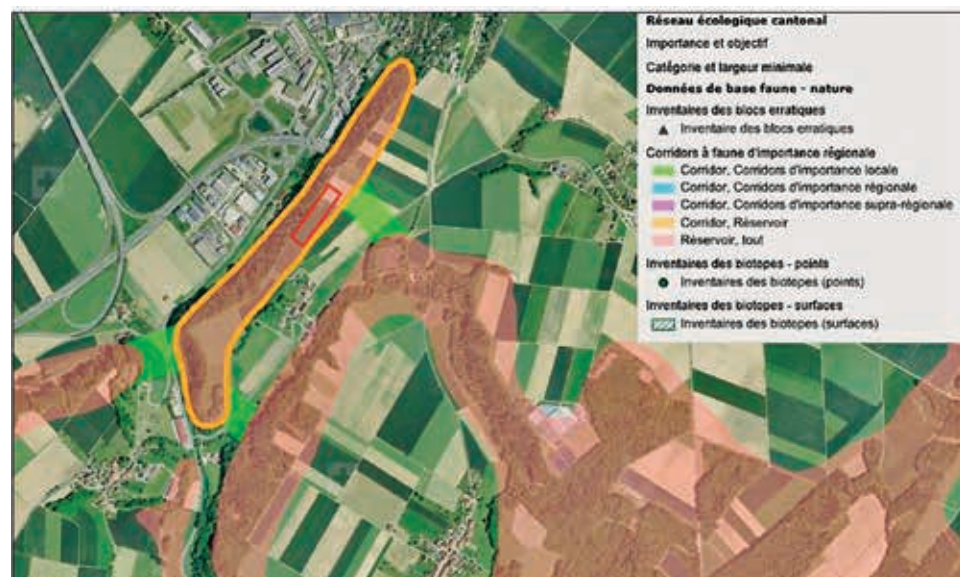 Réseau écologique cantonal
Importance et objectif
Catégorie et largeur minimale
Données de base faune - nature
Inventaires des blocs erratiques
Inventaire des blocs erratiques
Corridors à faune d'importance régionale
Corridor, Corridors d'importance locale
Corridor, Corridors d'importance régionale
Corridor, Corridors d'importance supra-régionale
Corridor, Réservoir
Réservoir, tout
Inventaires des biotopes - points
Inventaires des biotopes (points)
Inventaires des biotopes - surfaces
Inventaires des biotopes (surfaces)